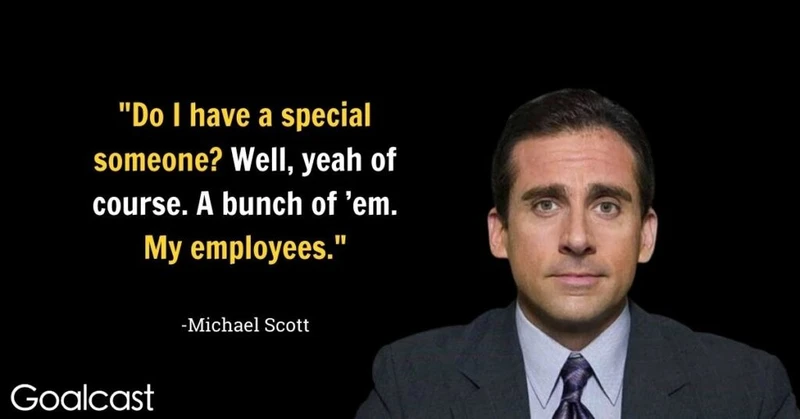 "Do I have a special
someone? Well, yeah of
course. A bunch of ’em.
My employees."
-Michael Scott
Goalcast